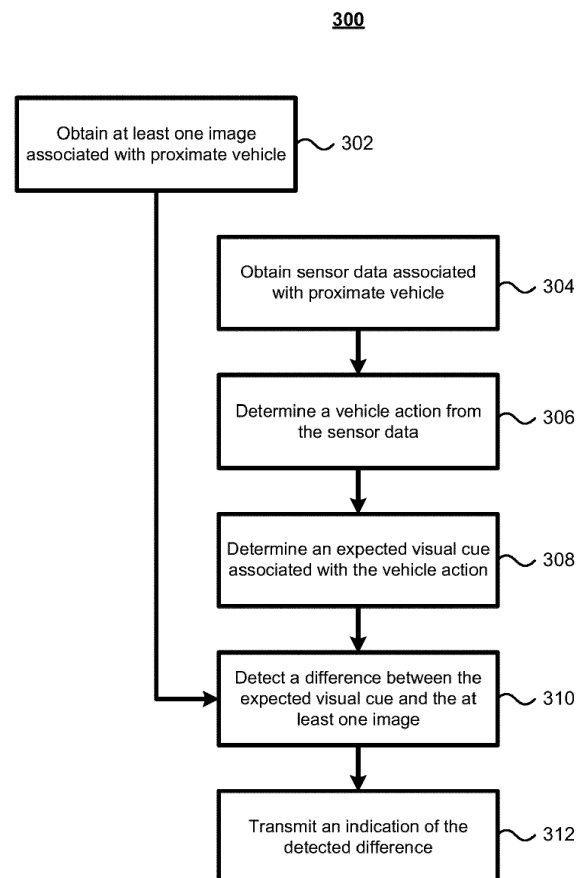 300
Obtain at least one image
associated with proximate vehicle
302
Obtain sensor data associated
with proximate vehicle
304
Determine a vehicle action from
the sensor data
306
Determine an expected visual cue
associated with the vehicle action
308
Detect a difference between the
expected visual cue and the at
least one image
310
Transmit an indication of the
detected difference
312